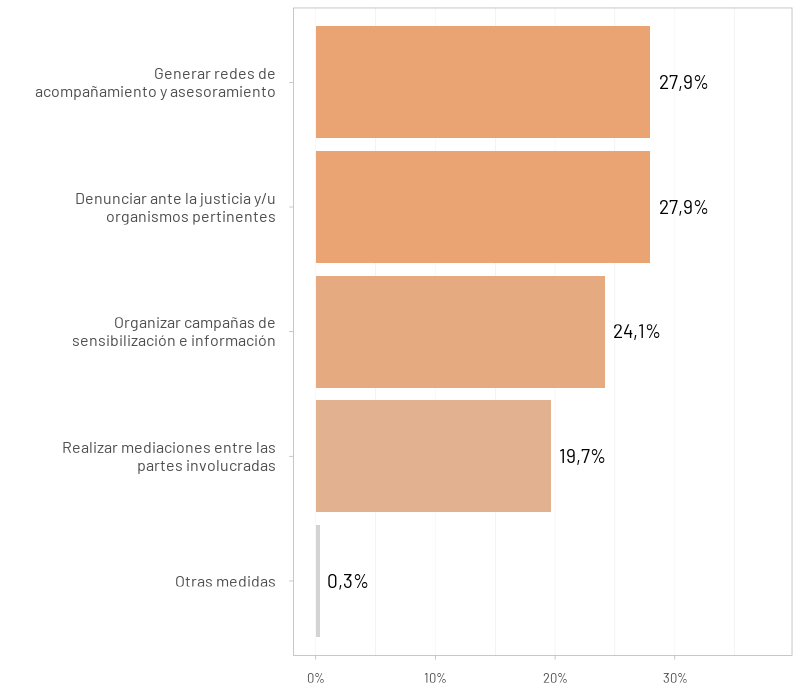 Generar redes de
acompañamiento y asesoramiento
27,9%
Denunciar ante la justicia y/u
organismos pertinentes
27,9%
Organizar campañas de
sensibilización e información
24,1%
Realizar mediaciones entre las
partes involucradas
19,7%
Otras medidas
0,3%
0%
10%
20%
30%